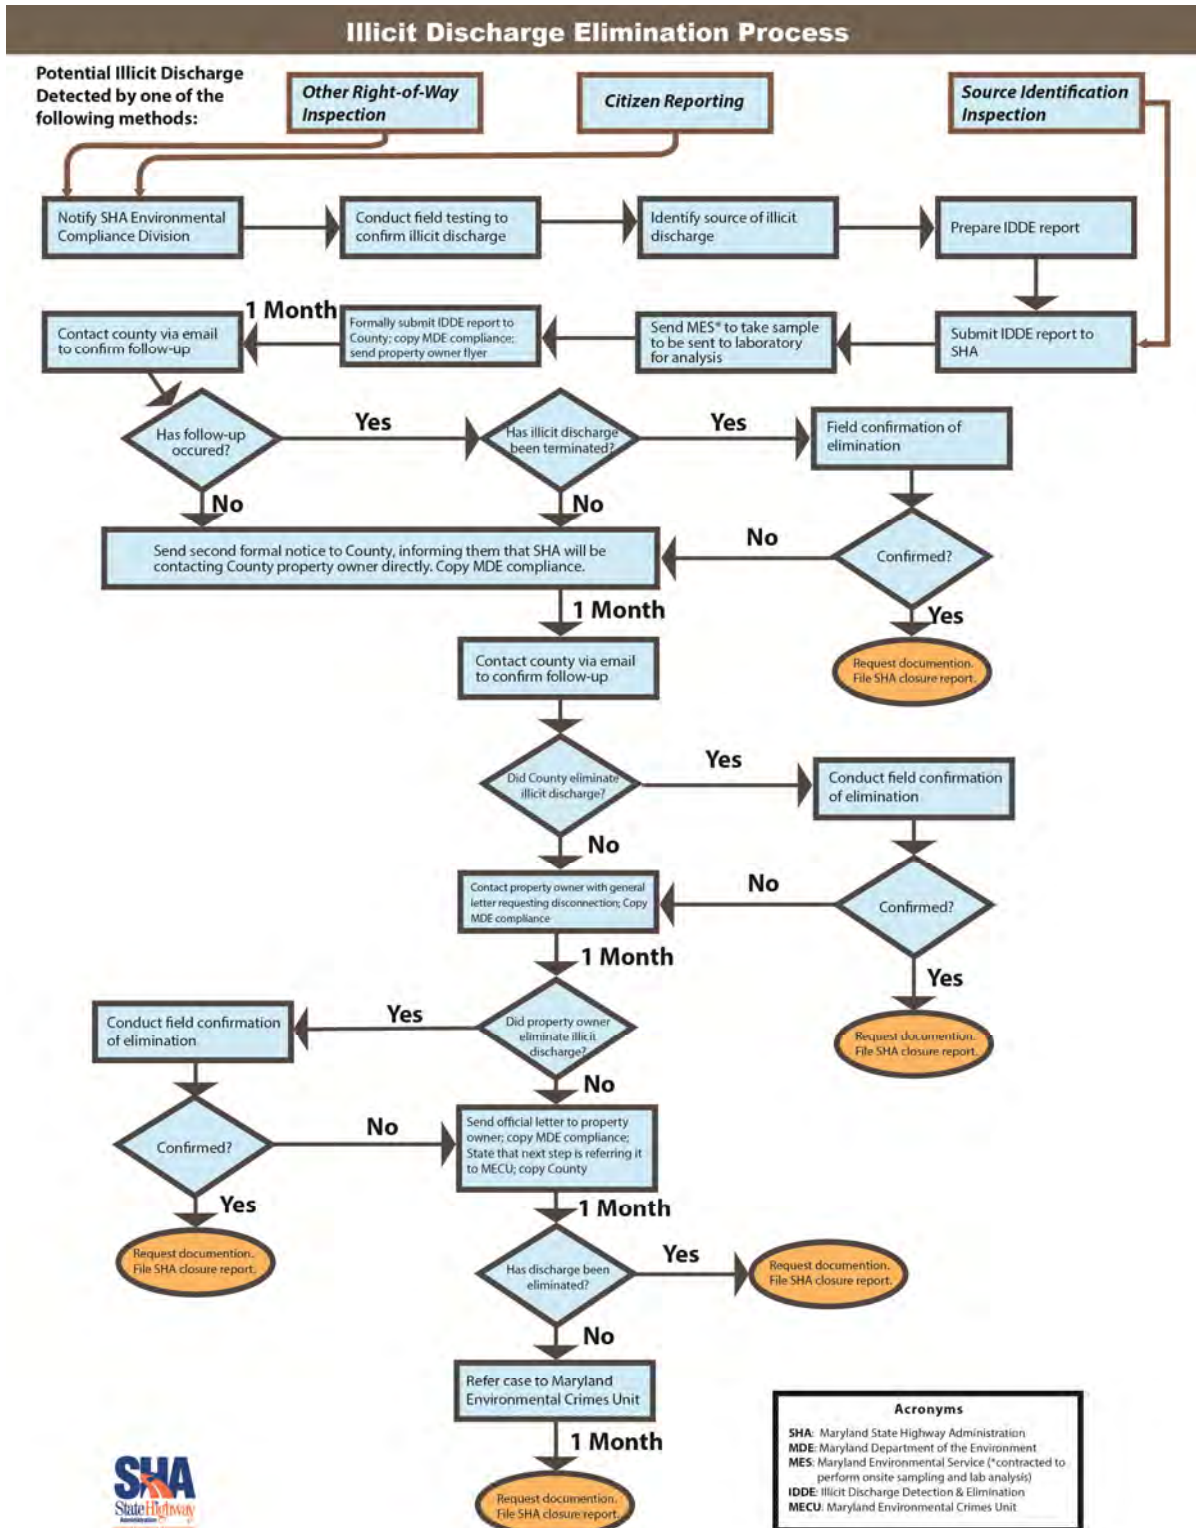 Illicit Discharge Elimination Process
Potential Illicit Discharge
Detected by one of the
following methods:
Other Right-of-Way
Inspection
Citizen Reporting
Source Identification
Inspection
Notify SHA Environmental
Compliance Division
Conduct field testing to
confirm illicit discharge
Identify source of illicit
discharge
Prepare IDDE report
Contact county via email
to confirm follow-up
1 Month
Formally submit IDDE report to
County; copy MDE compliance;
send property owner flyer
Send MES* to take sample
to be sent to laboratory
for analysis
Submit IDDE report to
SHA
Has follow-up
occured?
Yes
Has illicit discharge
been terminated?
Yes
Field confirmation of
elimination
No
No
Send second formal notice to County, informing them that SHA will be
contacting County property owner directly. Copy MDE compliance.
No
Confirmed?
Yes
Request documention.
File SHA closure report.
1 Month
Contact county via email
to confirm follow-up
Did County eliminate
illicit discharge?
Yes
Conduct field confirmation
of elimination
No
Contact property owner with general
letter requesting disconnection; Copy
MDE compliance
No
Confirmed?
Yes
Request documention.
File SHA closure report.
1 Month
Did property owner
eliminate illicit
discharge?
Yes
Conduct field confirmation
of elimination
No
Confirmed?
No
Send official letter to property
owner; copy MDE compliance;
State that next step is referring it
to MECU; copy County
Yes
Request documention.
File SHA closure report.
1 Month
Has discharge been
eliminated?
Yes
Request documention.
File SHA closure report.
No
Refer case to Maryland
Environmental Crimes Unit
1 Month
Request documention.
File SHA closure report.
Acronyms
SHA: Maryland State Highway Administration
MDE: Maryland Department of the Environment
MES: Maryland Environmental Service (*contracted to
perform onsite sampling and lab analysis)
IDDE: Illicit Discharge Detection & Elimination
MECU: Maryland Environmental Crimes Unit
SHA
State Highway
Administration